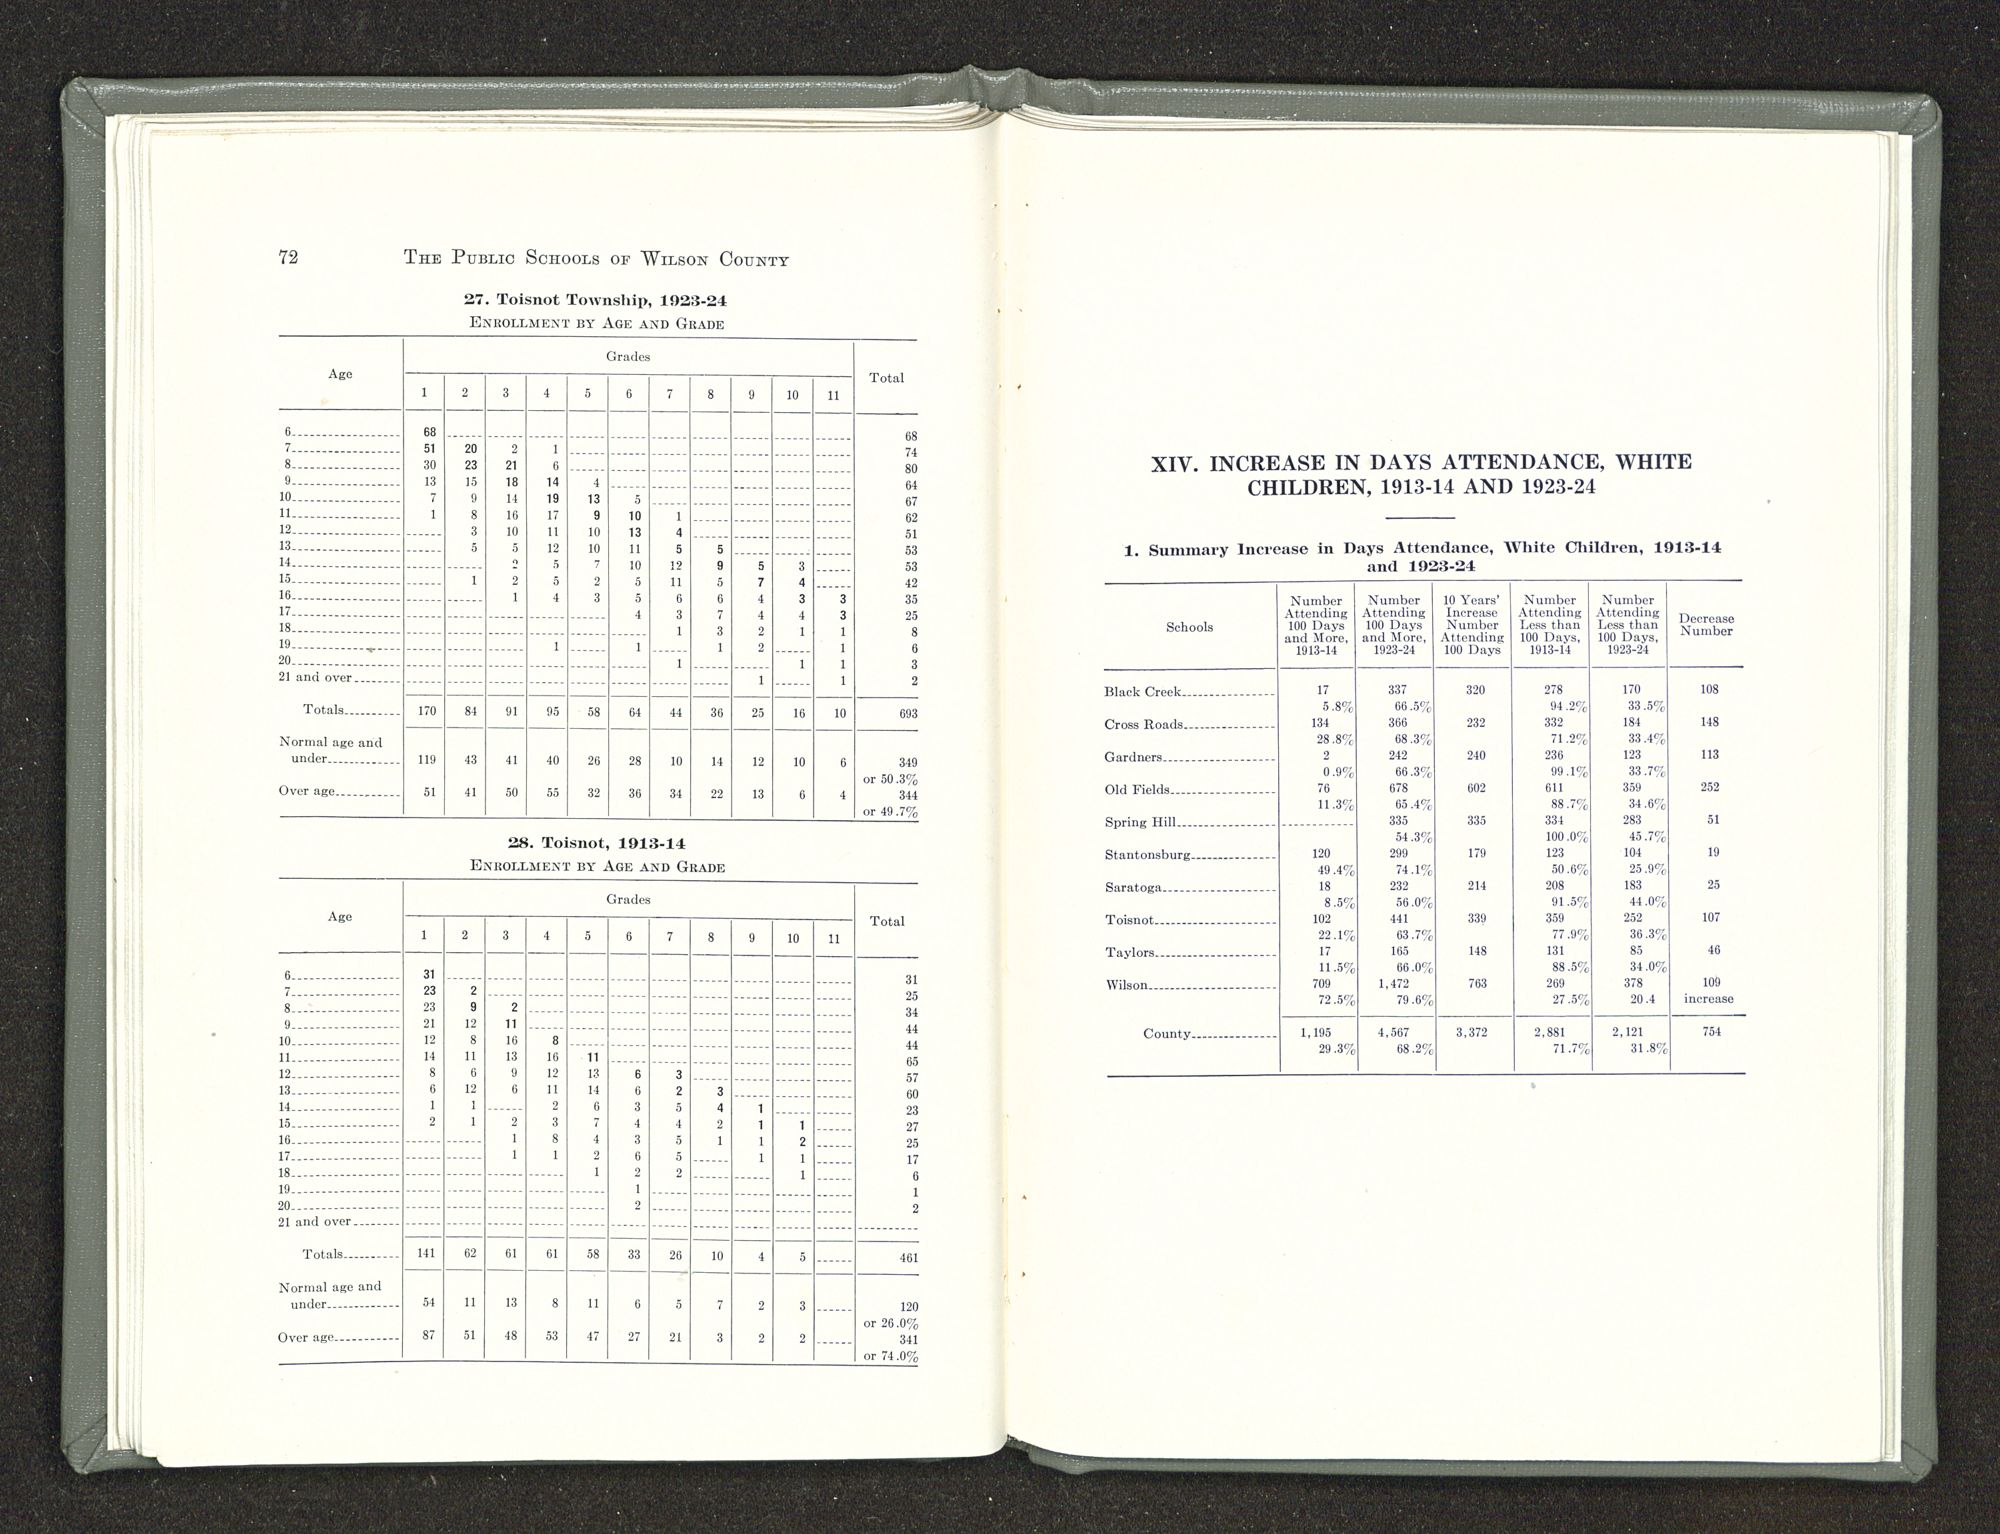 72 THE PUBLIC SCHOOLS OF WILSON COUNTY
27. Toisnot Township, 1923-24
ENROLLMENT BY AGE AND GRADE
Age Grades Total
1 2 3 4 5 6 7 8 9 10 11
6 68 68
7 51 20 2 1 74
8 30 23 21 6 80
9 13 15 18 14 4 64
10 7 9 14 19 13 5 67
11 1 8 16 17 9 10 1 62
12 3 10 11 10 13 4 51
13 5 5 12 10 11 5 5 53
14 2 5 7 10 12 9 5 3 53
15 1 2 5 2 5 11 5 7 4 42
16 1 4 3 5 6 6 4 3 3 35
17 4 3 7 4 4 3 25
18 1 3 2 1 1 8
19 1 1 1 2 1 6
20 1 1 1 3
21 and over 1 1 2
Totals 170 84 91 95 58 64 44 36 25 16 10 693
Normal age and
under 119 43 41 40 26 28 10 14 12 10 6 349
or 50.3%
Over age 51 41 50 55 32 36 34 22 13 6 4 344
or 49.7%
28. Toisnot, 1913-14
ENROLLMENT BY AGE AND GRADE
Age Grades Total
1 2 3 4 5 6 7 8 9 10 11
6 31 31
7 23 2 25
8 23 9 2 34
9 21 12 11 44
10 12 8 16 8 44
11 14 11 13 16 11 65
12 8 6 9 12 13 6 3 57
13 6 12 6 11 14 6 2 3 60
14 1 1 2 6 3 5 4 1 23
15 2 1 2 3 7 4 4 2 1 1 27
16 1 8 4 3 5 1 1 2 25
17 1 1 2 6 5 1 1 17
18 1 2 2 1 6
19 1 1
20 2 2
21 and over
Totals 141 62 61 61 58 33 26 10 4 5 461
Normal age and
under 54 11 13 8 11 6 5 7 2 3 120
or 26.0%
Over age 87 51 48 53 47 27 21 3 2 2 341
or 74.0%
XIV. INCREASE IN DAYS ATTENDANCE, WHITE
CHILDREN, 1913-14 AND 1923-24
1. Summary Increase in Days Attendance, White Children, 1913-14
and 1923-24
Schools Number Attending 100 Days and More, 1913-14 Number Attending 100 Days and More, 1923-24 10 Years' Increase Number Attending 100 Days Number Attending Less than 100 Days, 1913-14 Number Attending Less than 100 Days, 1923-24 Decrease Number
Black Creek 17 337 320 278 170 108
5.8% 66.5% 94.2% 33.5%
Cross Roads 134 366 232 332 184 148
28.8% 68.3% 71.2% 33.4%
Gardners 2 242 240 236 123 113
0.9% 66.3% 99.1% 33.7%
Old Fields 76 678 602 611 359 252
11.3% 65.4% 88.7% 34.6%
Spring Hill 335 335 334 283 51
54.3% 100.0% 45.7%
Stantonsburg 120 299 179 123 104 19
49.4% 74.1% 50.6% 25.9%
Saratoga 18 232 214 208 183 25
8.5% 56.0% 91.5% 44.0%
Toisnot 102 441 339 359 252 107
22.1% 63.7% 77.9% 36.3%
Taylors 17 165 148 131 85 46
11.5% 66.0% 88.5% 34.0%
Wilson 709 1,472 763 269 378 109
72.5% 79.6% 27.5% 20.4 increase
County 1,195 4,567 3,372 2,881 2,121 754
29.3% 68.2% 71.7% 31.8%